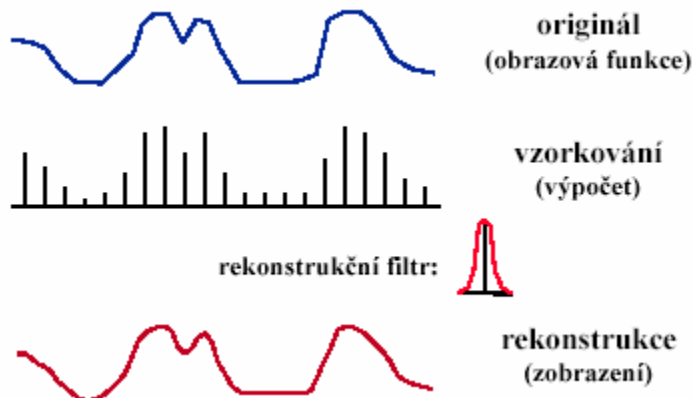 originál
(obrazová funkce)
vzorkování
(výpočet)
rekonstrukční filtr:
rekonstrukce
(zobrazení)